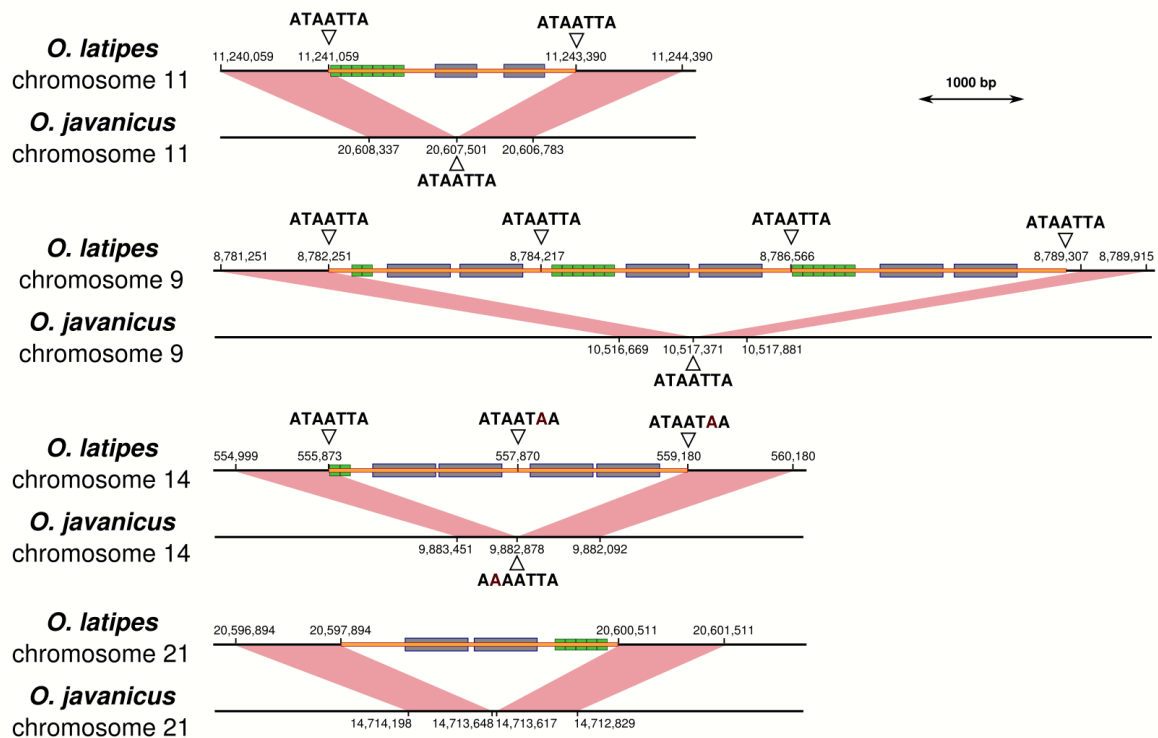 ATAATTA ATAATTA
O. latipes
11,240,059 11,241,059 11,243,390 11,244,390
chromosome 11
1000 bp
O. javanicus
chromosome 11
20,608,337 20,607,501 20,606,783
ATAATTA
ATAATTA ATAATTA ATAATTA ATAATTA
O. latipes
8,781,251 8,782,251 8,784,217 8,786,566 8,789,307 8,789,915
chromosome 9
O. javanicus
chromosome 9
10,516,669 10,517,371 10,517,881
ATAATTA
ATAATTA ATAATAA ATAATAA
O. latipes
554,999 555,873 557,870 559,180 560,180
chromosome 14
O. javanicus
chromosome 14
9,883,451 9,882,878 9,882,092
AAAATTA
O. latipes
20,596,894 20,597,894 20,600,511 20,601,511
chromosome 21
O. javanicus
chromosome 21
14,714,198 14,713,648 14,713,617 14,712,829